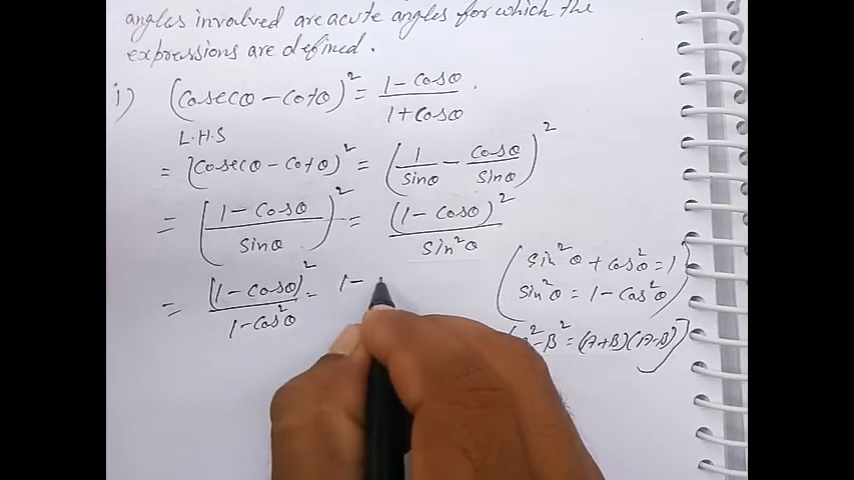 angles involved are acute angles for which the
expressions are defined.
i) (cosecθ - cotθ)² = (1 - cosθ)/(1 + cosθ).
L.H.S
= (cosecθ - cotθ)² = (1/sinθ - cosθ/sinθ)²
= ((1 - cosθ)/sinθ)² = (1 - cosθ)²/sin²θ
(sin²θ + cos²θ = 1
sin²θ = 1 - cos²θ)
= (1 - cosθ)²/1 - cos²θ = 1 -
²-B² = (A+B)(A-B)]